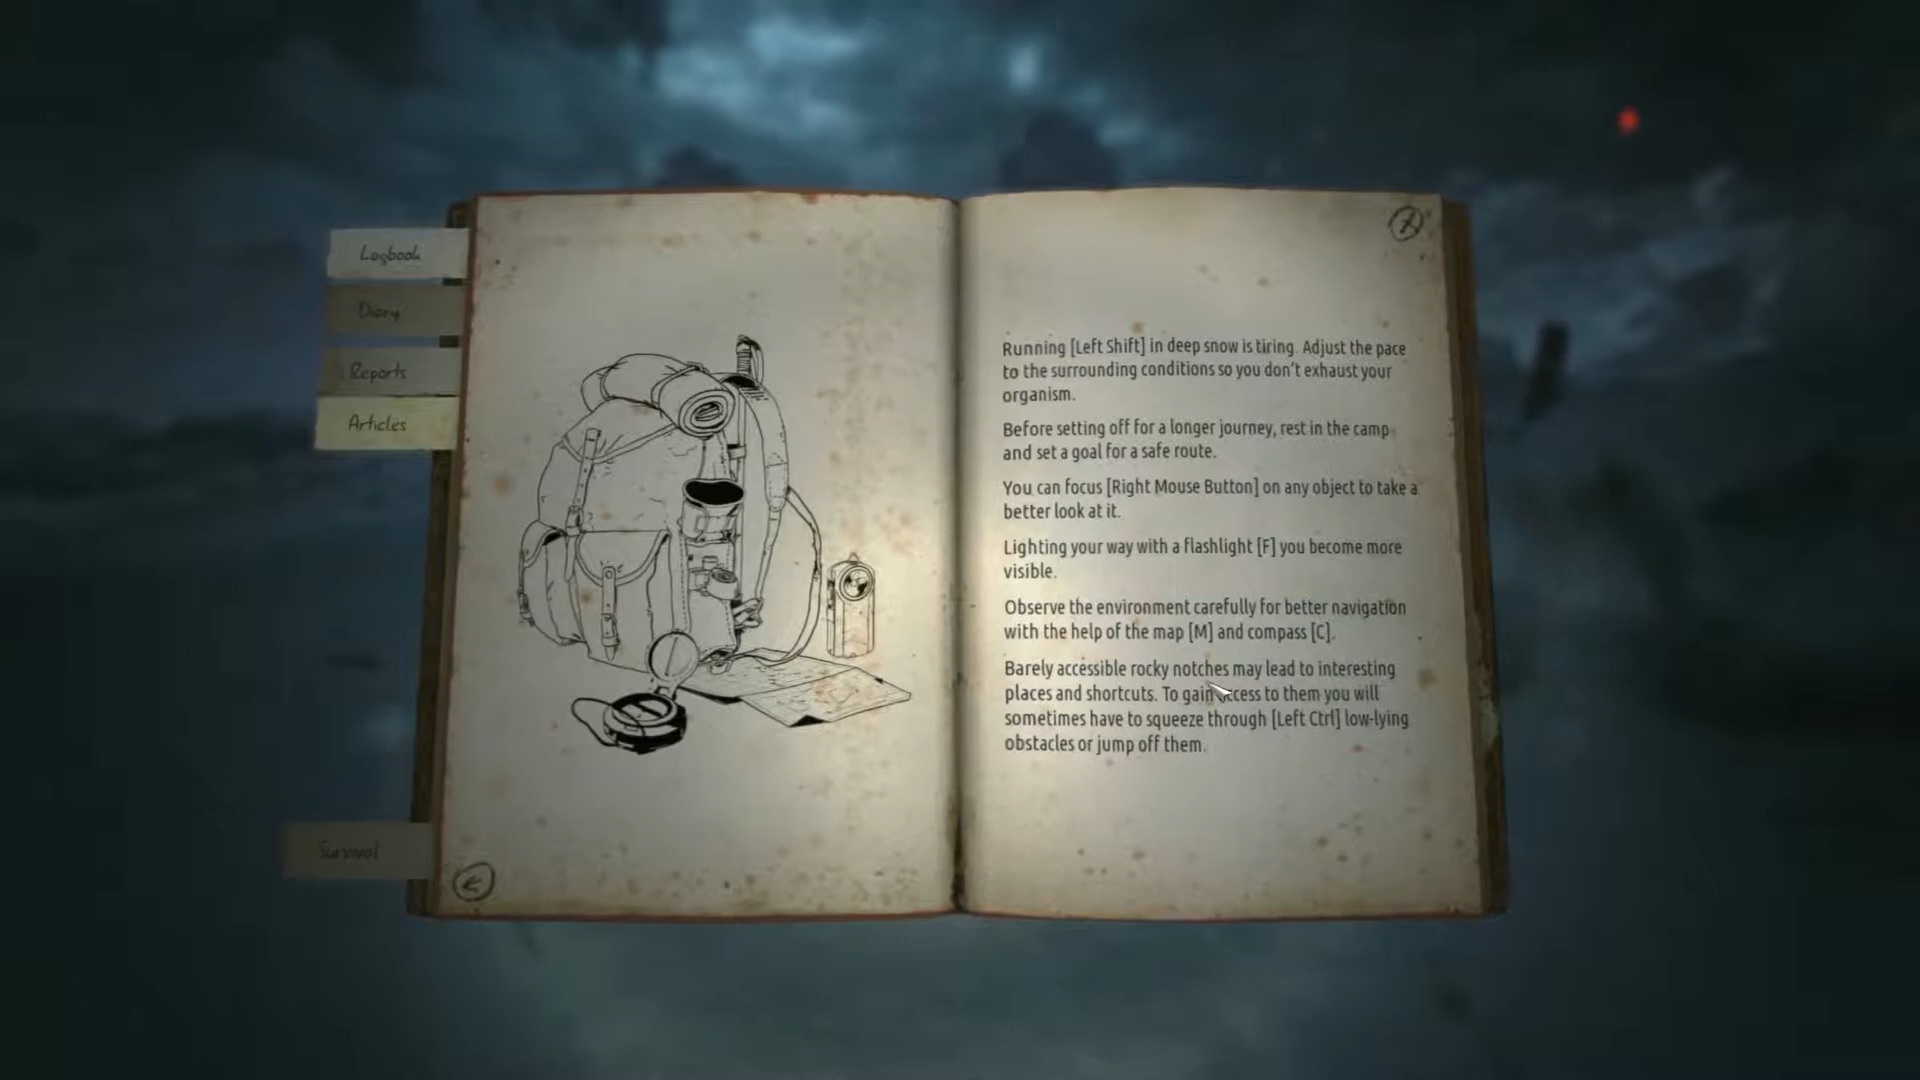 Logbook
Diary
Reports
Articles
Survival
Running [Left Shift] in deep snow is tiring. Adjust the pace
to the surrounding conditions so you don't exhaust your
organism.
Before setting off for a longer journey, rest in the camp
and set a goal for a safe route.
You can focus [Right Mouse Button] on any object to take a
better look at it.
Lighting your way with a flashlight [F] you become more
visible.
Observe the environment carefully for better navigation
with the help of the map [M] and compass [C].
Barely accessible rocky notches may lead to interesting
places and shortcuts. To gain access to them you will
sometimes have to squeeze through [Left Ctrl] low-lying
obstacles or jump off them.